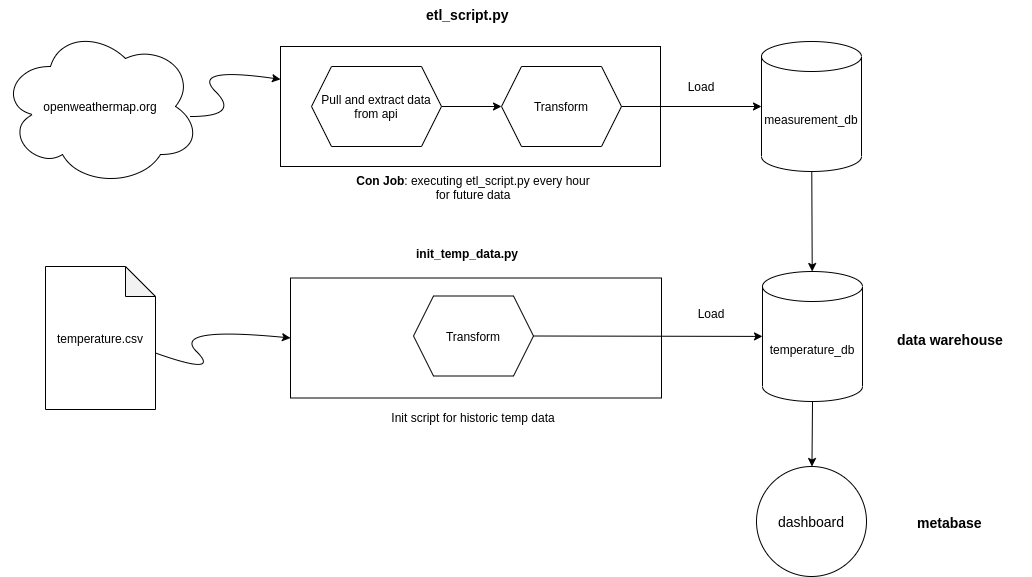 etl_script.py
openweathermap.org
Pull and extract data
from api
Transform
Load
measurement_db
Con Job: executing etl_script.py every hour
for future data
init_temp_data.py
temperature.csv
Transform
Load
temperature_db
data warehouse
Init script for historic temp data
dashboard
metabase